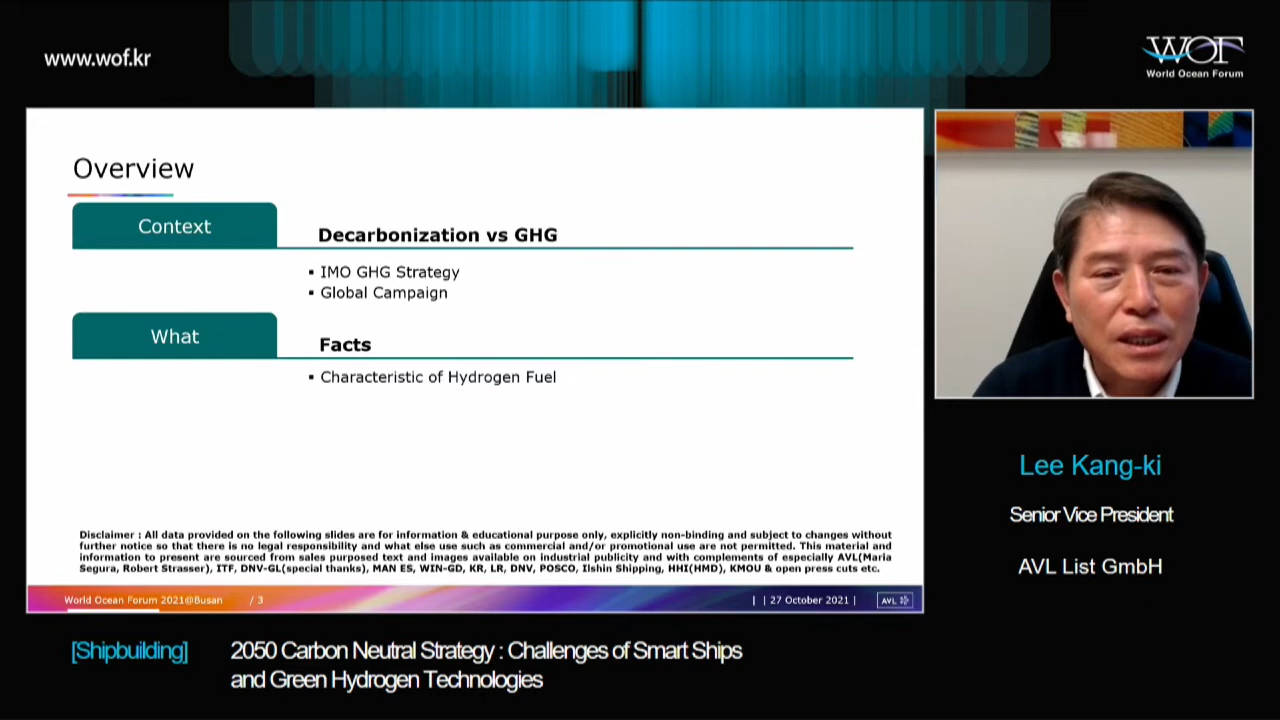 www.wof.kr
WOF
World Ocean Forum
Overview
Context
Decarbonization vs GHG
▪ IMO GHG Strategy
▪ Global Campaign
What
Facts
▪ Characteristic of Hydrogen Fuel
Disclaimer : All data provided on the following slides are for information & educational purpose only, explicitly non-binding and subject to changes without
further notice so that there is no legal responsibility and what else use such as commercial and/or promotional use are not permitted. This material and
information to present are sourced from sales purposed text and images available on industrial publicity and with complements of especially AVL(Maria
Segura, Robert Strasser), ITF, DNV-GL(special thanks), MAN ES, WIN-GD, KR, LR, DNV, POSCO, Ilshin Shipping, HHI(HMD), KMOU & open press cuts etc.
World Ocean Forum 2021@Busan / 3 | | 27 October 2021 | AVL
Lee Kang-ki
Senior Vice President
AVL List GmbH
[Shipbuilding] 2050 Carbon Neutral Strategy : Challenges of Smart Ships
and Green Hydrogen Technologies